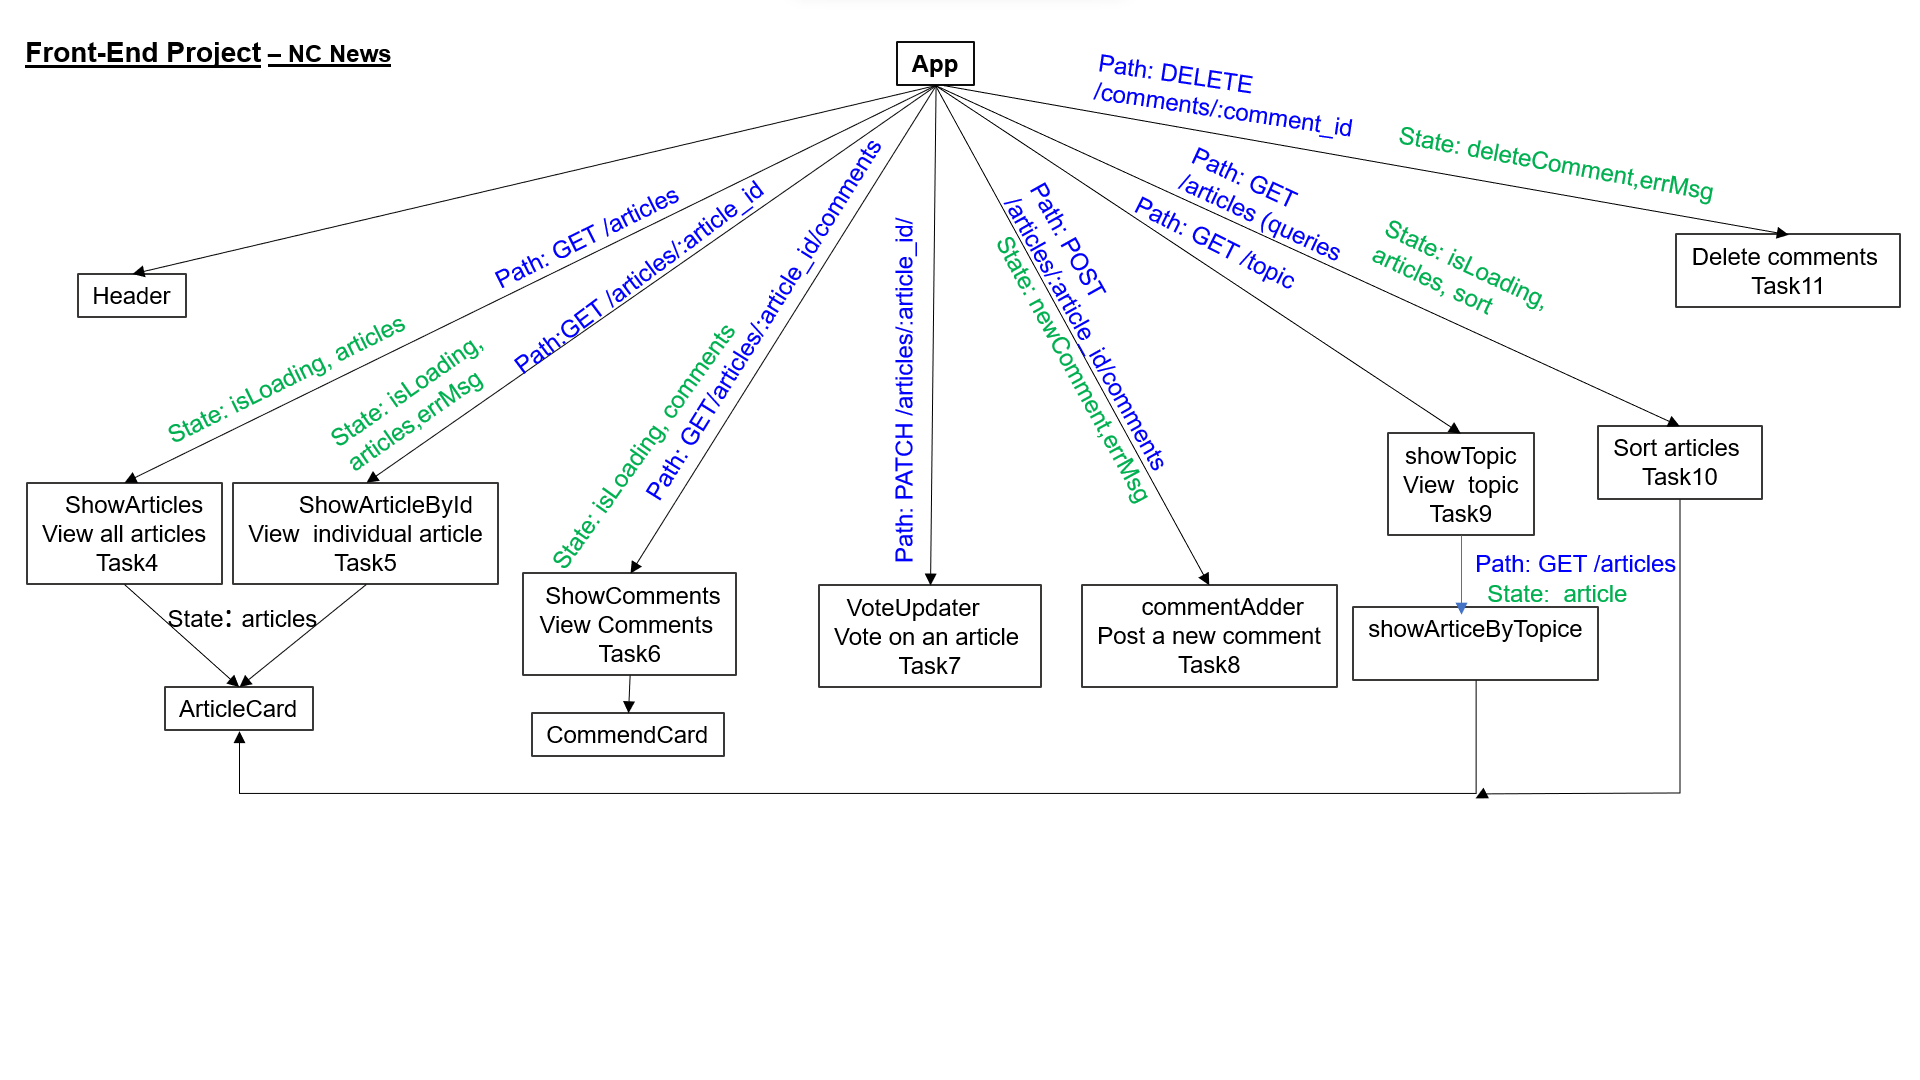 Front-End Project – NC News
App
Path: DELETE
/comments/:comment_id
State: deleteComment,errMsg
Path: GET
/articles (queries
State: isLoading,
articles, sort
Path: GET /topic
Path: POST
/articles/:article_id/comments
State: newComment,errMsg
Path: PATCH /articles/:article_id/
Path: GET/articles/:article_id/comments
State: isLoading, comments
Path:GET /articles/:article_id
State: isLoading,
articles,errMsg
Path: GET /articles
State: isLoading, articles
Header
Delete comments
Task11
ShowArticles
View all articles
Task4
ShowArticleById
View  individual article
Task5
ShowComments
View Comments
Task6
VoteUpdater
Vote on an article
Task7
commentAdder
Post a new comment
Task8
showTopic
View  topic
Task9
Sort articles
Task10
Path: GET /articles
State:  article
showArticeByTopice
State： articles
ArticleCard
CommendCard